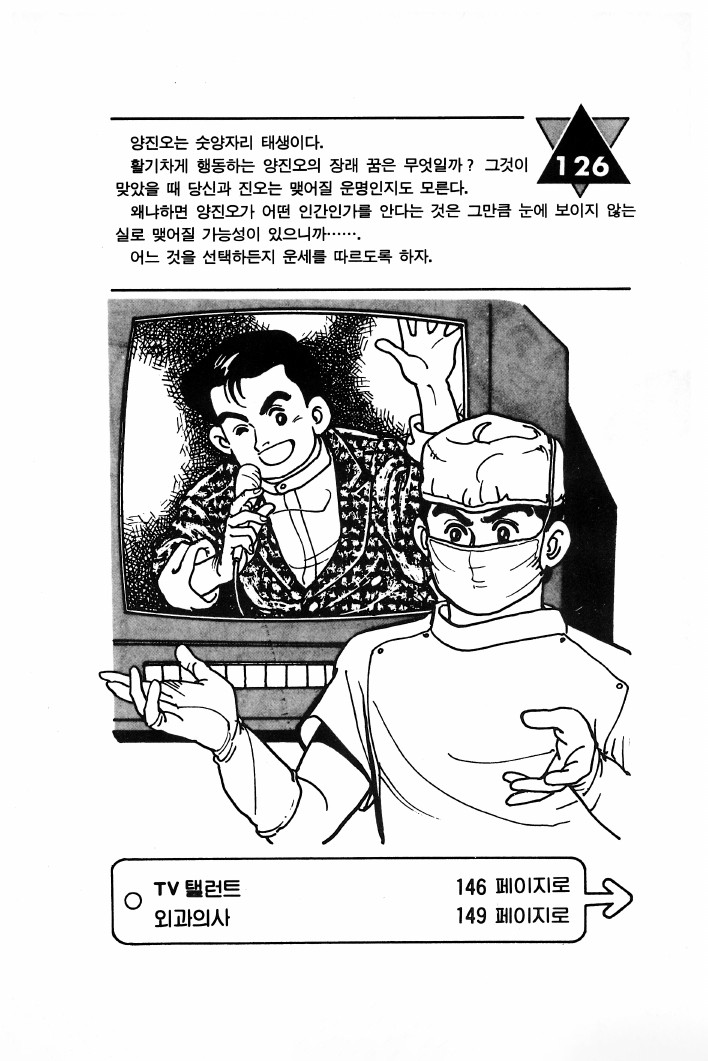 양진오는 숫양자리 태생이다.
활기차게 행동하는 양진오의 장래 꿈은 무엇일까? 그것이
맞았을 때 당신과 진오는 맺어질 운명인지도 모른다.
왜냐하면 양진오가 어떤 인간인가를 안다는 것은 그만큼 눈에 보이지 않는
실로 맺어질 가능성이 있으니까…….
어느 것을 선택하든지 운세를 따르도록 하자.
126
TV 탤런트 146 페이지로
외과의사 149 페이지로